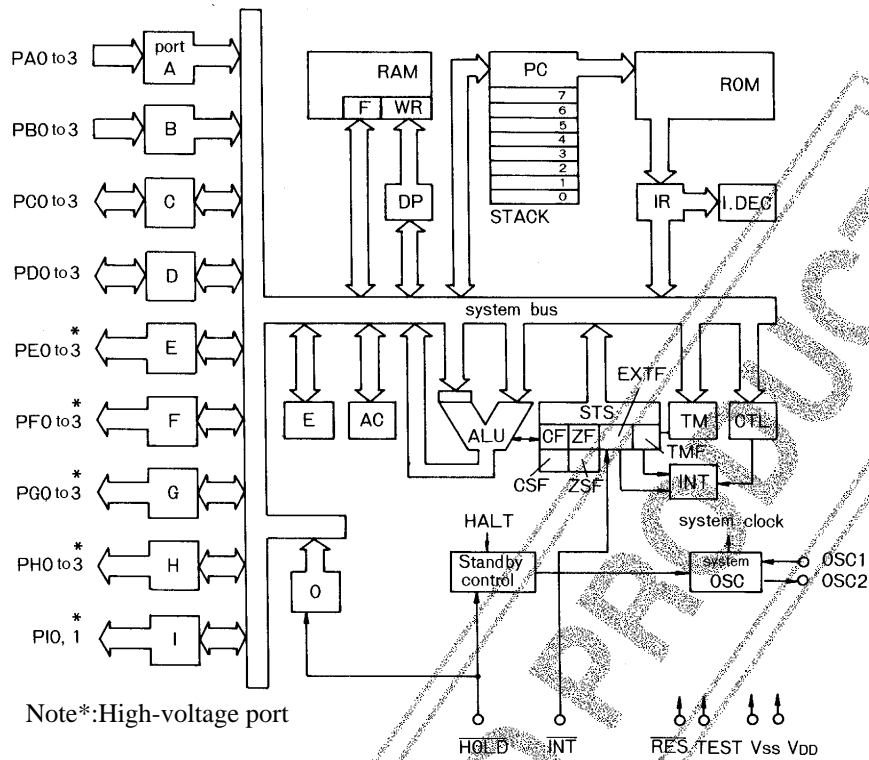 PA0 to 3
port
A
PB0 to 3
B
PC0 to 3
C
PD0 to 3
D
*
PE0 to 3
E
*
PF0 to 3
F
*
PG0 to 3
G
*
PH0 to 3
H
*
PI0, 1
I
Note*:High-voltage port
RAM
F WR
DP
PC
7
6
5
4
3
2
1
0
STACK
ROM
IR
I.DEC
system bus
E
AC
ALU
STS
EXTF
CF ZF
CSF
ZSF
TM
TMF
CTL
INT
HALT
Standby
control
system clock
system
OSC
OSC1
OSC2
0
HOLD
INT
RES TEST VSS VDD
S PRODUCT